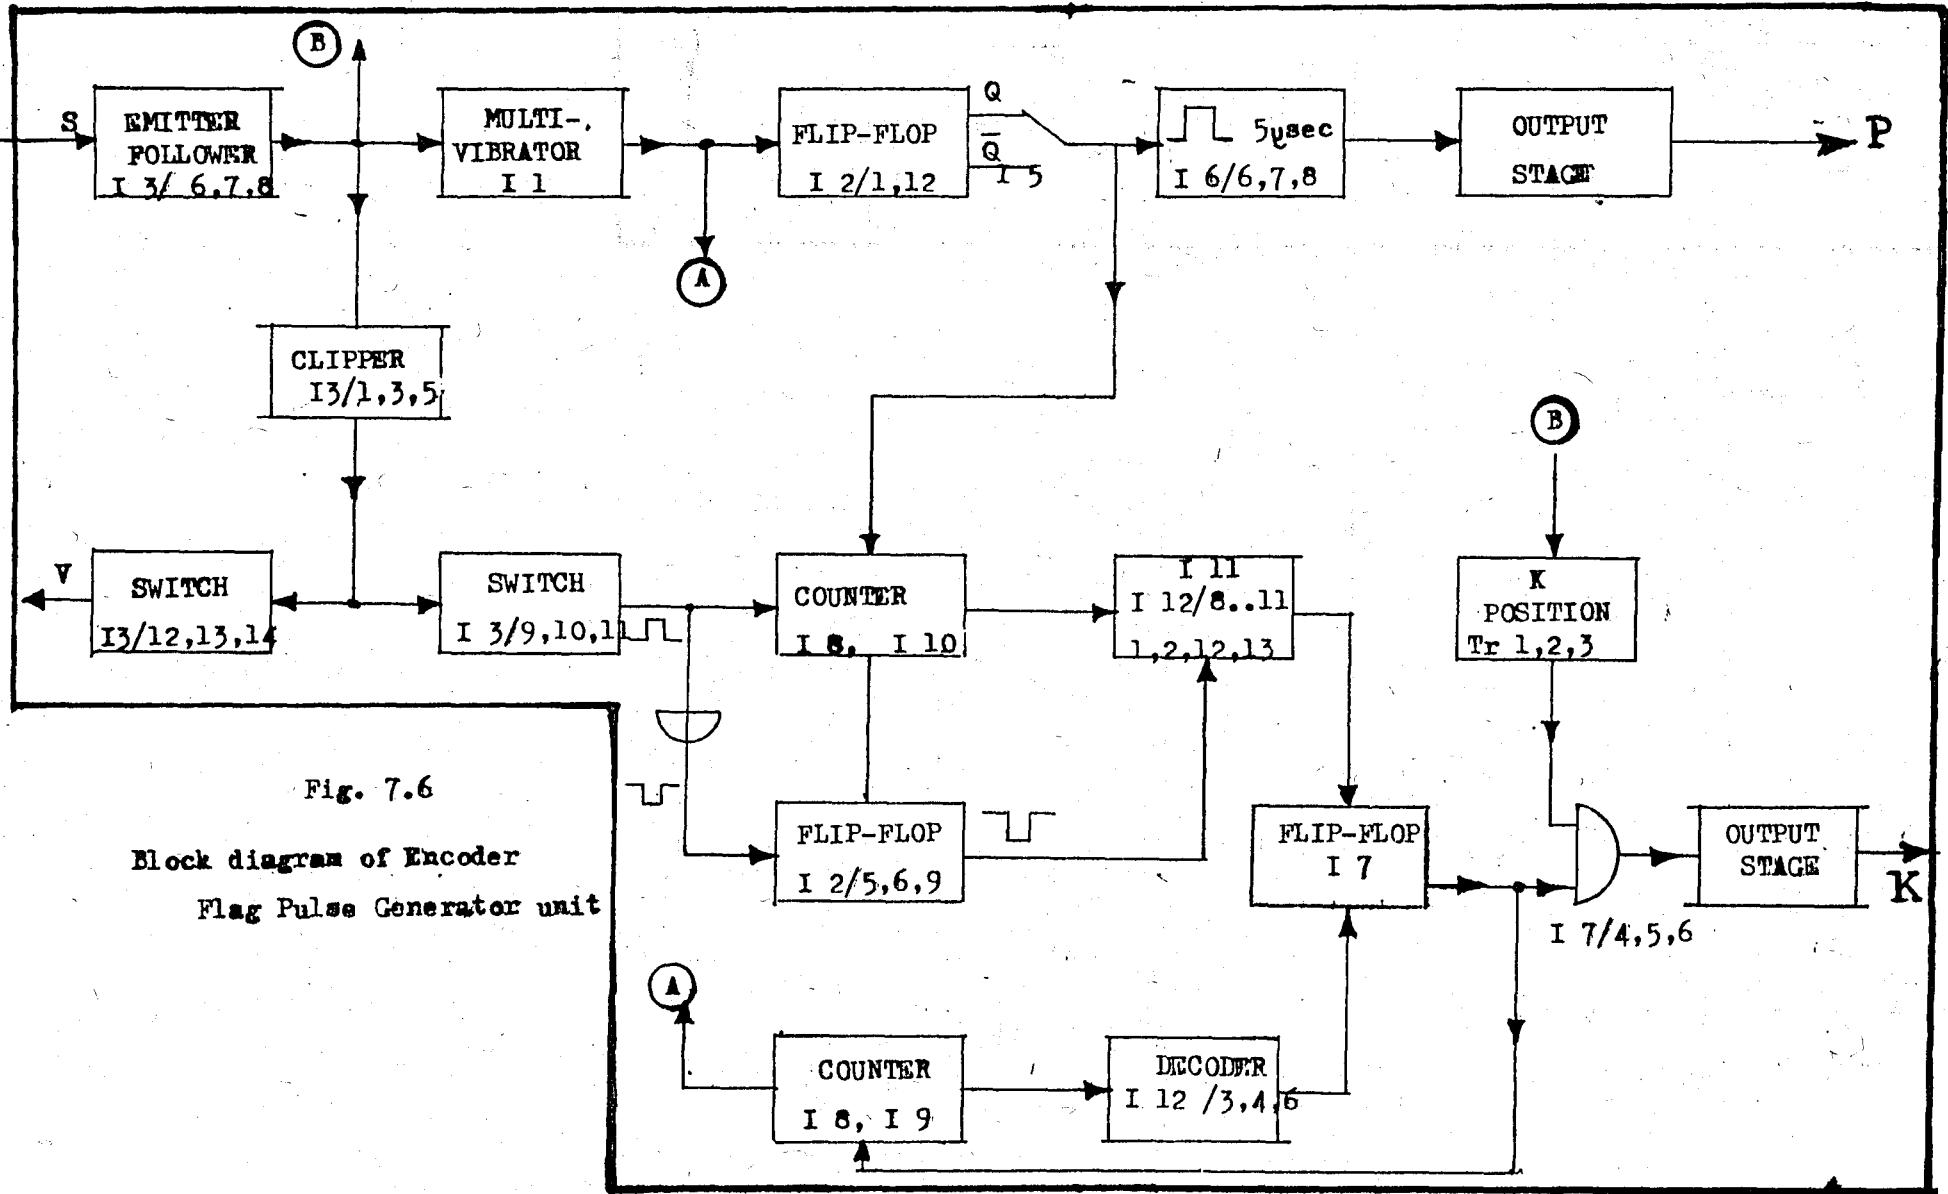 B
S
EMITTER
FOLLOWER
I 3/ 6,7,8
MULTI-
VIBRATOR
I 1
A
FLIP-FLOP
I 2/1,12
Q
Q̅
I 5
5μsec
I 6/6,7,8
OUTPUT
STAGE
P
CLIPPER
I3/1,3,5
B
V
SWITCH
I3/12,13,14
SWITCH
I 3/9,10,11
COUNTER
I 8, I 10
I 11
I 12/8..11
1,2,12,13
K
POSITION
Tr 1,2,3
FLIP-FLOP
I 2/5,6,9
FLIP-FLOP
I 7
I 7/4,5,6
OUTPUT
STAGE
K
Fig. 7.6
Block diagram of Encoder
Flag Pulse Generator unit
A
COUNTER
I 8, I 9
DECODER
I 12 /3,4,6